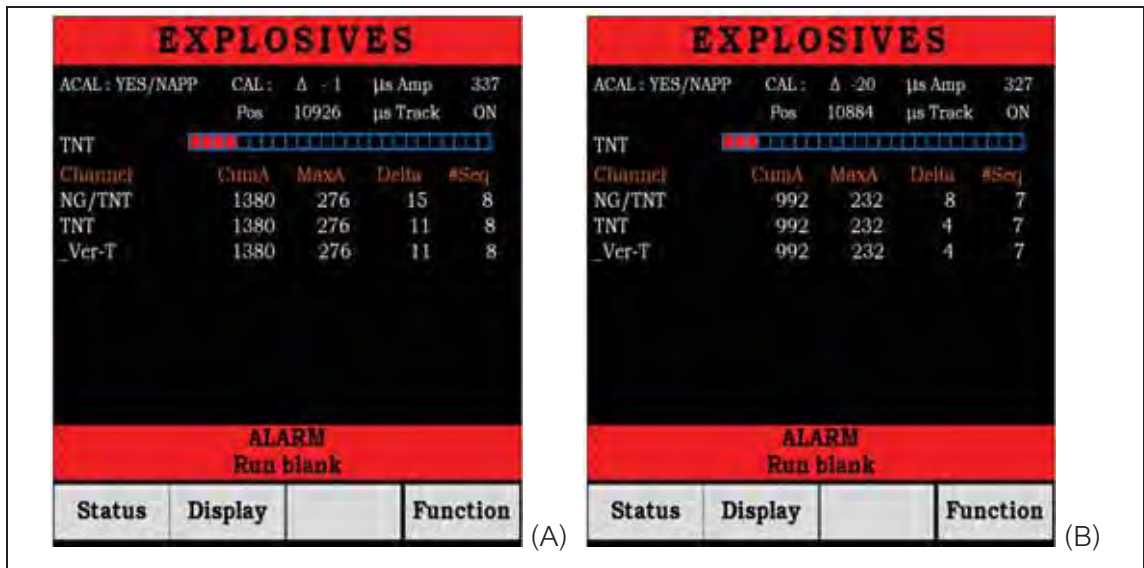 EXPLOSIVES
ACAL : YES/NAPP CAL : Δ - 1 µs Amp 337
Pos 10926 µs Track ON
TNT
Channel CumA MaxA Delta #Seq
NG/TNT 1380 276 15 8
TNT 1380 276 11 8
_Ver-T 1380 276 11 8
ALARM
Run blank
Status Display Function
(A)
EXPLOSIVES
ACAL : YES/NAPP CAL : Δ -20 µs Amp 327
Pos 10884 µs Track ON
TNT
Channel CumA MaxA Delta #Seq
NG/TNT 992 232 8 7
TNT 992 232 4 7
_Ver-T 992 232 4 7
ALARM
Run blank
Status Display Function
(B)